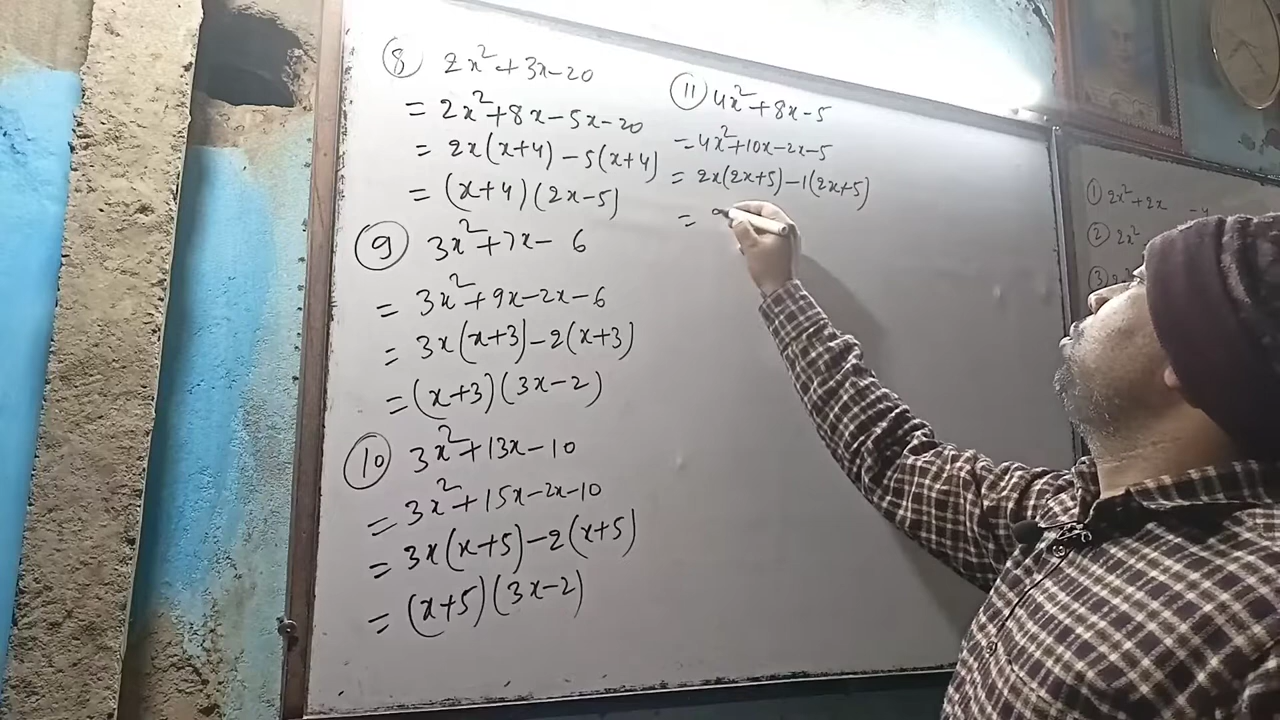 ⑧ 2x²+3x-20
= 2x²+8x-5x-20
= 2x(x+4)-5(x+4)
= (x+4)(2x-5)
⑨ 3x²+7x-6
= 3x²+9x-2x-6
= 3x(x+3)-2(x+3)
= (x+3)(3x-2)
⑩ 3x²+13x-10
= 3x²+15x-2x-10
= 3x(x+5)-2(x+5)
= (x+5)(3x-2)
⑪ 4x²+8x-5
= 4x²+10x-2x-5
= 2x(2x+5)-1(2x+5)
=
① 2x²+2x
② 2x²
③